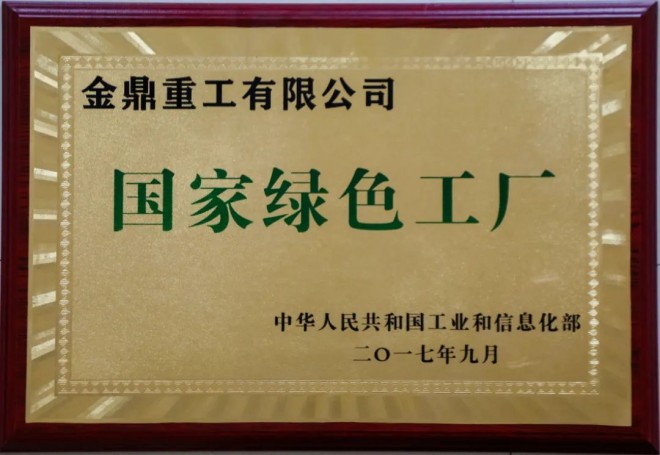 金鼎重工有限公司
国家绿色工厂
中华人民共和国工业和信息化部
二〇一七年九月